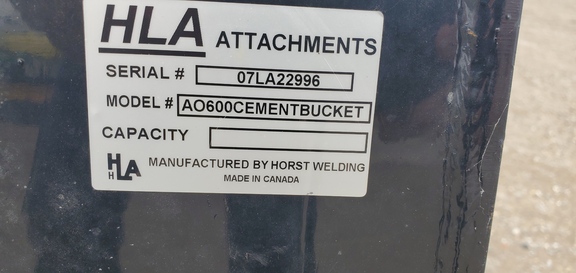 HLA ATTACHMENTS
SERIAL # 07LA22996
MODEL # AO600CEMENTBUCKET
CAPACITY
HLA MANUFACTURED BY HORST WELDING
MADE IN CANADA